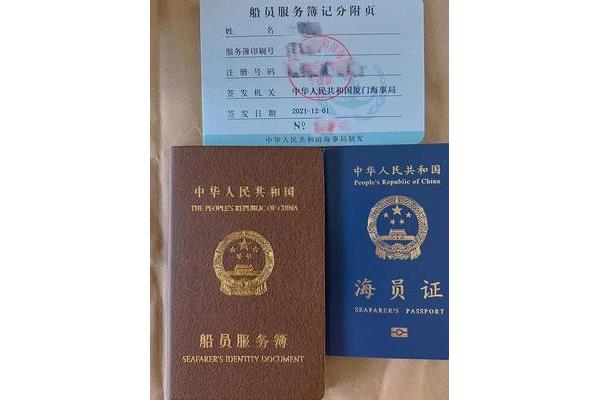 船员服务簿记分附页
姓 名
服务簿印刷号
注 册 号 码
签 发 机 关 中华人民共和国厦门海事局
签 发 日 期 2021-12-01
Nº
中华人民共和国海事局制发
中华人民共和国
THE PEOPLE'S REPUBLIC OF CHINA
船员服务簿
SEAFARER'S IDENTITY DOCUMENT
中华人民共和国
People's Republic of China
海员证
SEAFARER'S PASSPORT